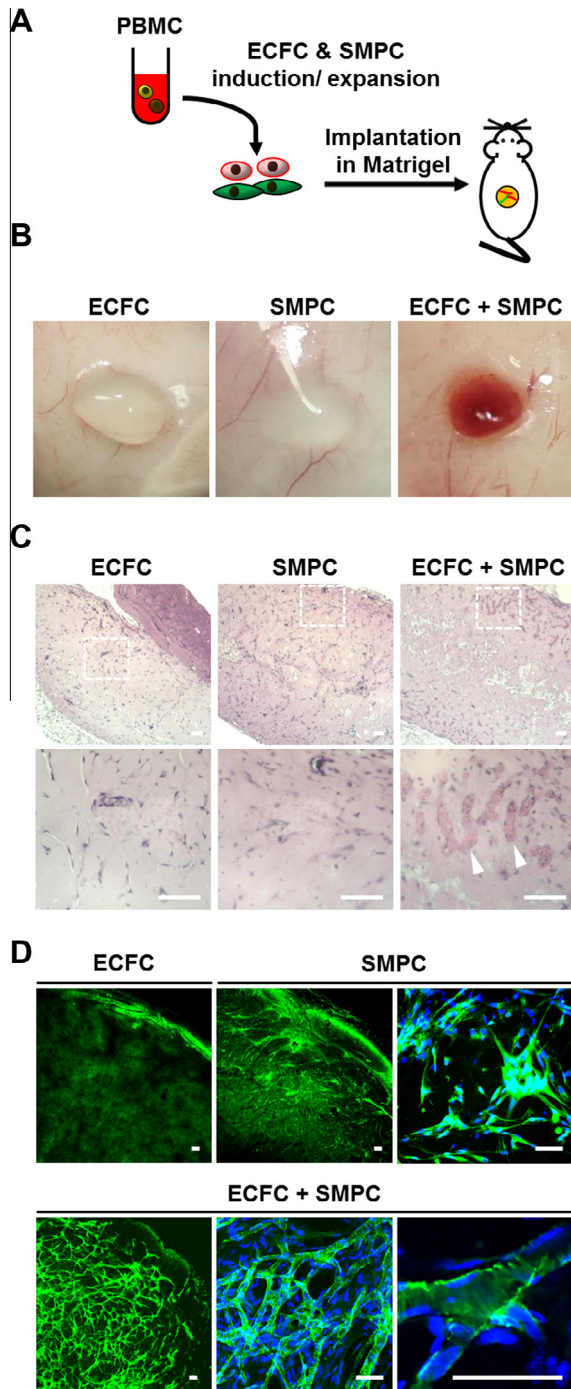 A
PBMC
ECFC & SMPC
induction/ expansion
Implantation
in Matrigel
B
ECFC SMPC ECFC + SMPC
C
ECFC SMPC ECFC + SMPC
D
ECFC SMPC
ECFC + SMPC